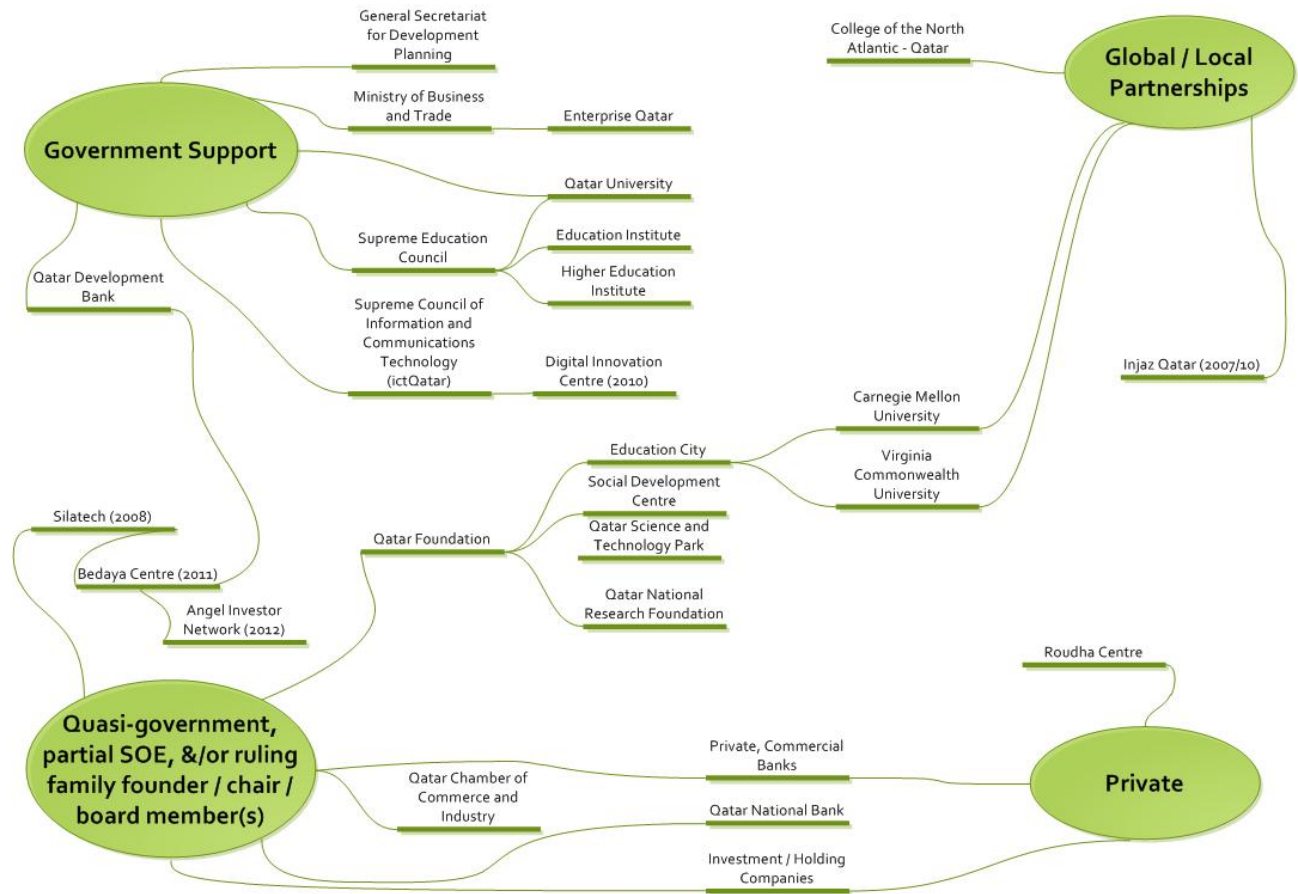 General Secretariat
for Development
Planning
College of the North
Atlantic - Qatar
Global / Local
Partnerships
Ministry of Business
and Trade
Enterprise Qatar
Government Support
Qatar University
Supreme Education
Council
Education Institute
Higher Education
Institute
Qatar Development
Bank
Supreme Council of
Information and
Communications
Technology
(ictQatar)
Digital Innovation
Centre (2010)
Injaz Qatar (2007/10)
Carnegie Mellon
University
Education City
Virginia
Commonwealth
University
Social Development
Centre
Silatech (2008)
Qatar Foundation
Qatar Science and
Technology Park
Bedaya Centre (2011)
Angel Investor
Network (2012)
Qatar National
Research Foundation
Roudha Centre
Quasi-government,
partial SOE, &/or ruling
family founder / chair /
board member(s)
Private, Commercial
Banks
Private
Qatar Chamber of
Commerce and
Industry
Qatar National Bank
Investment / Holding
Companies